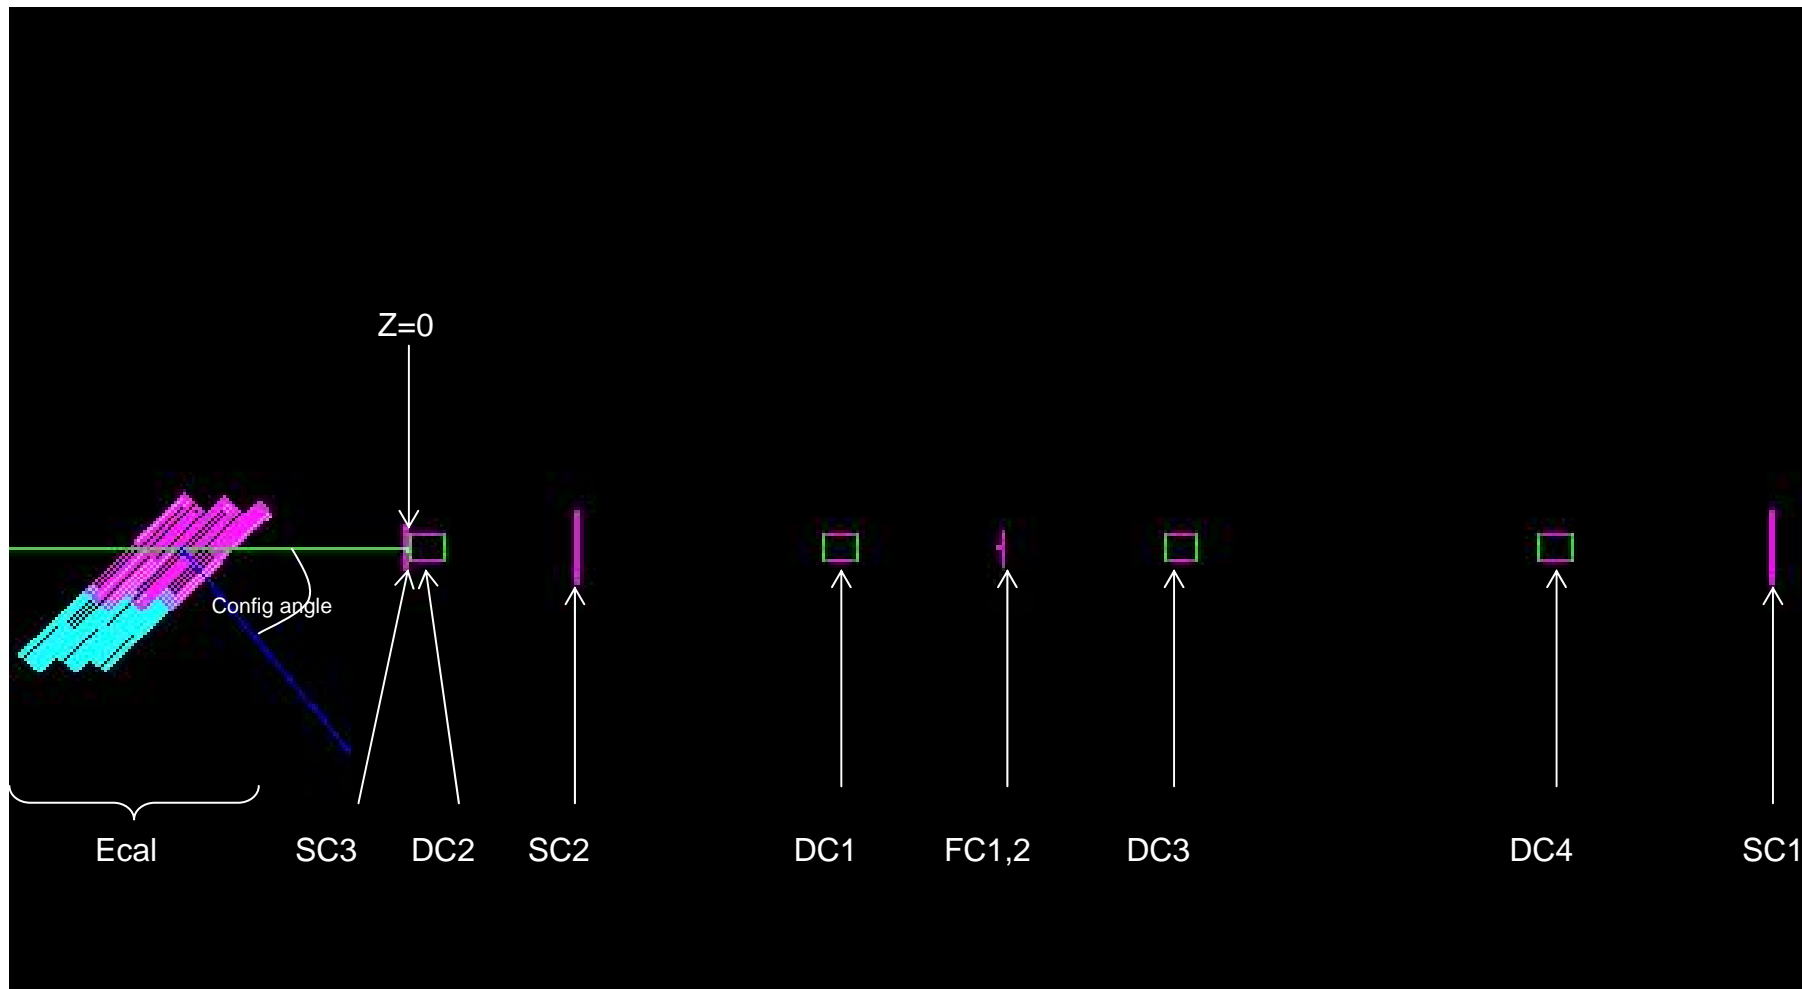 Z=0
Config angle
Ecal
SC3
DC2
SC2
DC1
FC1,2
DC3
DC4
SC1